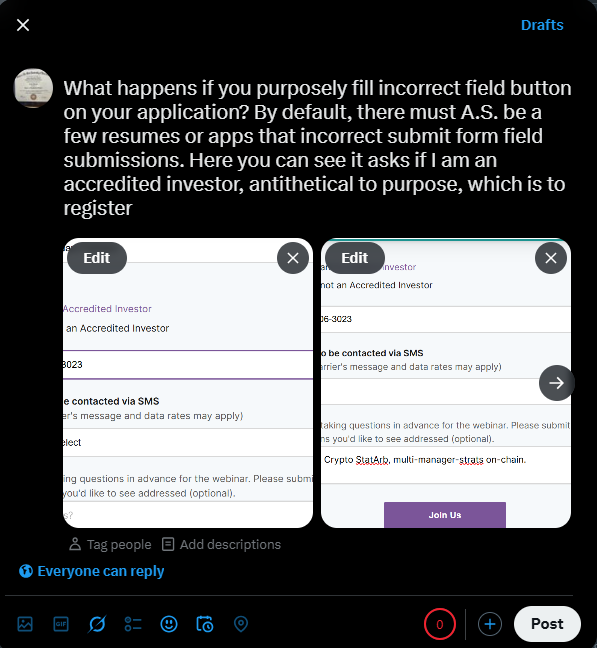 Drafts
What happens if you purposely fill incorrect field button
on your application? By default, there must A.S. be a
few resumes or apps that incorrect submit form field
submissions. Here you can see it asks if I am an
accredited investor, antithetical to purpose, which is to
register
Edit
Accredited Investor
an Accredited Investor
3023
e contacted via SMS
er's message and data rates may apply)
elect
ing questions in advance for the webinar. Please submi
you'd like to see addressed (optional).
s?
Edit
nvestor
not an Accredited Investor
06-3023
o be contacted via SMS
arrier's message and data rates may apply)
taking questions in advance for the webinar. Please submit
ns you'd like to see addressed (optional).
Crypto StatArb, multi-manager-strats on-chain.
Join Us
Tag people
Add descriptions
Everyone can reply
GIF
0
Post